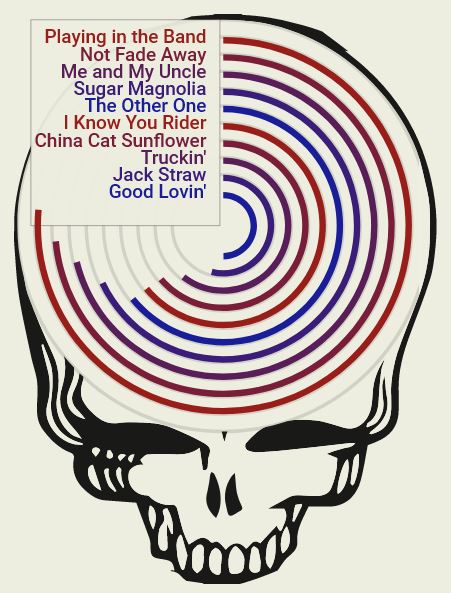 Playing in the Band
Not Fade Away
Me and My Uncle
Sugar Magnolia
The Other One
I Know You Rider
China Cat Sunflower
Truckin'
Jack Straw
Good Lovin'